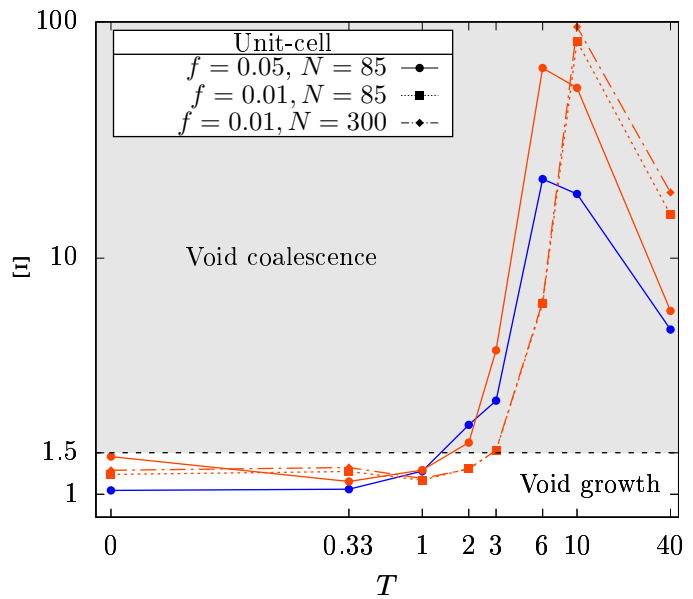 100
Unit-cell
f = 0.05, N = 85
f = 0.01, N = 85
f = 0.01, N = 300
Void coalescence
10
Ξ
1.5
Void growth
1
0 0.33 1 2 3 6 10 40
T